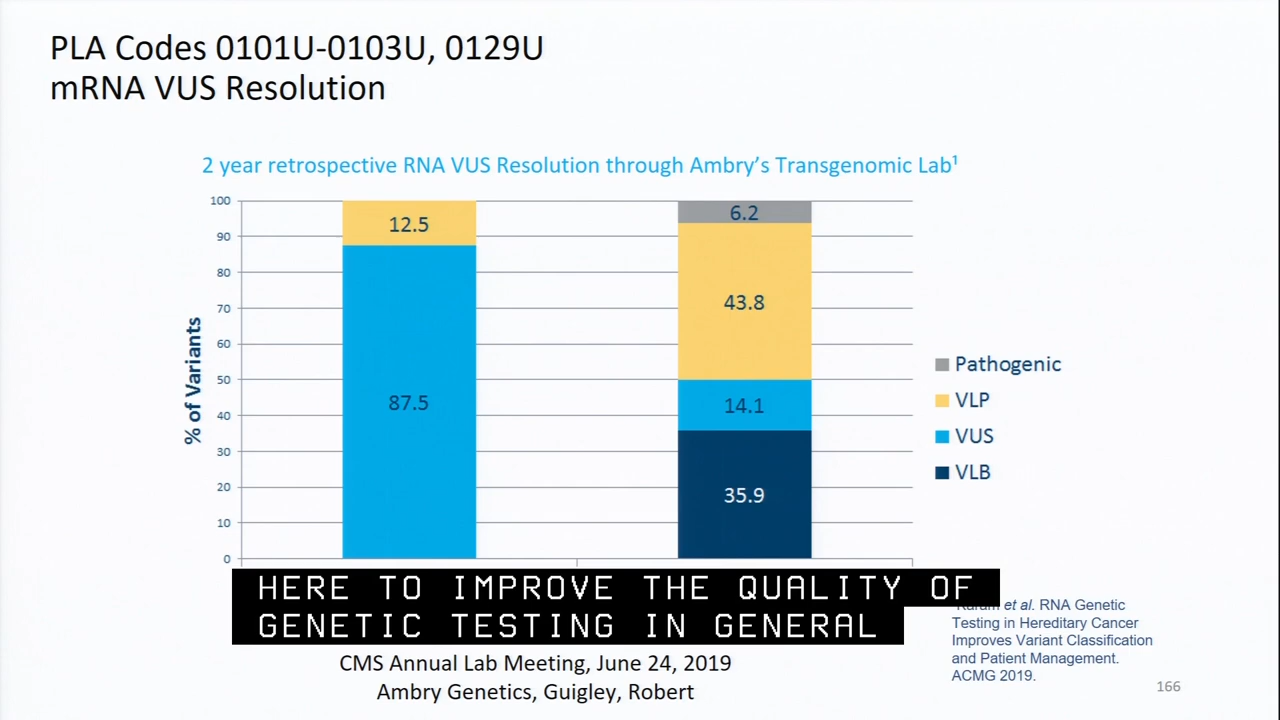 PLA Codes 0101U-0103U, 0129U
mRNA VUS Resolution
2 year retrospective RNA VUS Resolution through Ambry's Transgenomic Lab¹
% of Variants
100
90
80
70
60
50
40
30
20
10
0
12.5
87.5
6.2
43.8
14.1
35.9
Pathogenic
VLP
VUS
VLB
HERE TO IMPROVE THE QUALITY OF
GENETIC TESTING IN GENERAL
CMS Annual Lab Meeting, June 24, 2019
Ambry Genetics, Guigley, Robert
et al. RNA Genetic
Testing in Hereditary Cancer
Improves Variant Classification
and Patient Management.
ACMG 2019.
166